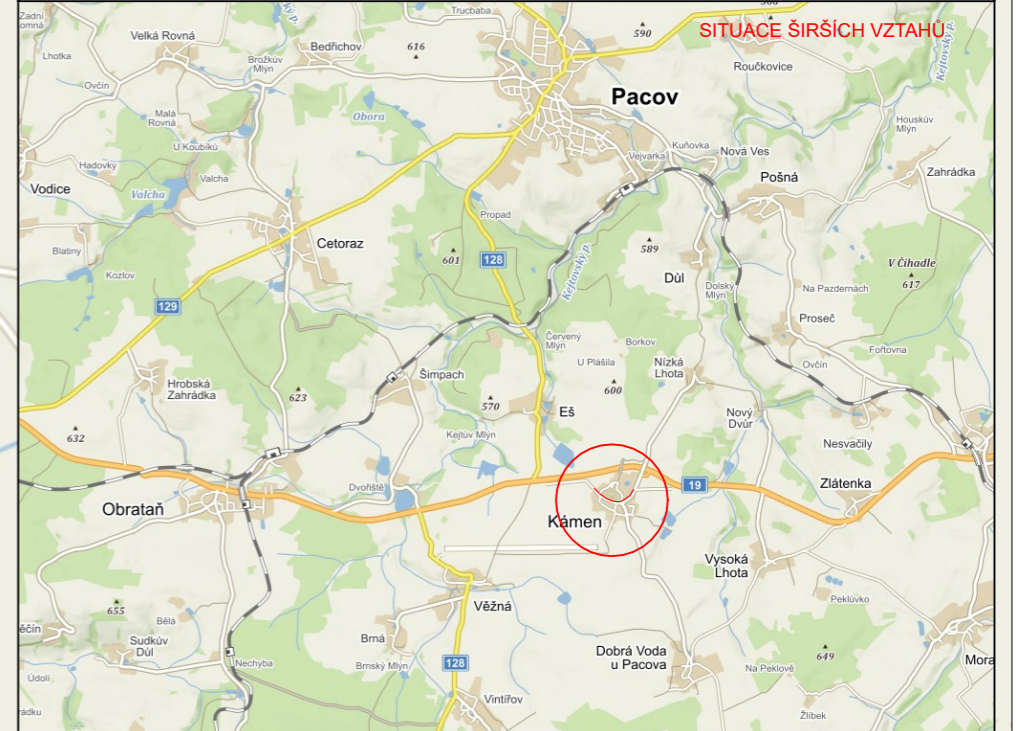 SITUACE ŠIRŠÍCH VZTAHŮ
Trucbaba
590
Zadní
Velká Rovná
Bedřichov
616
Lhotka
Brožkův
Mlýn
Roučkovice
Kejtovský p.
Ovčín
Pacov
Malá
Rovná
Obora
Houskův
Mlýn
U Koubíků
Kuňovka
Nová Ves
Vejvarka
Hadovky
Valcha
Zahrádka
Vodice
Valcha
Pošná
Propad
Cetoraz
Blatiny
601
128
Kejtovský p.
589
V Čihadle
617
Kozlov
Důl
Dolský
Mlýn
Na Pazdernách
129
Proseč
Červený
Mlýn
Borkov
Fořtovna
U Plášila
Nízká
Lhota
Ovčín
Šimpach
Hrobská
Zahrádka
623
570
600
Eš
Nový
Dvůr
632
Kejtův Mlýn
Nesvačily
Dvořiště
19
Zlátenka
Obrataň
Kámen
Vysoká
Lhota
655
Věžná
Peklůvko
Bělá
ěčín
Sudkův
Důl
Brná
Dobrá Voda
u Pacova
649
Nechyba
Brnský Mlýn
128
Na Peklově
Mora
Údolí
Vintířov
rádku
Žlíbek